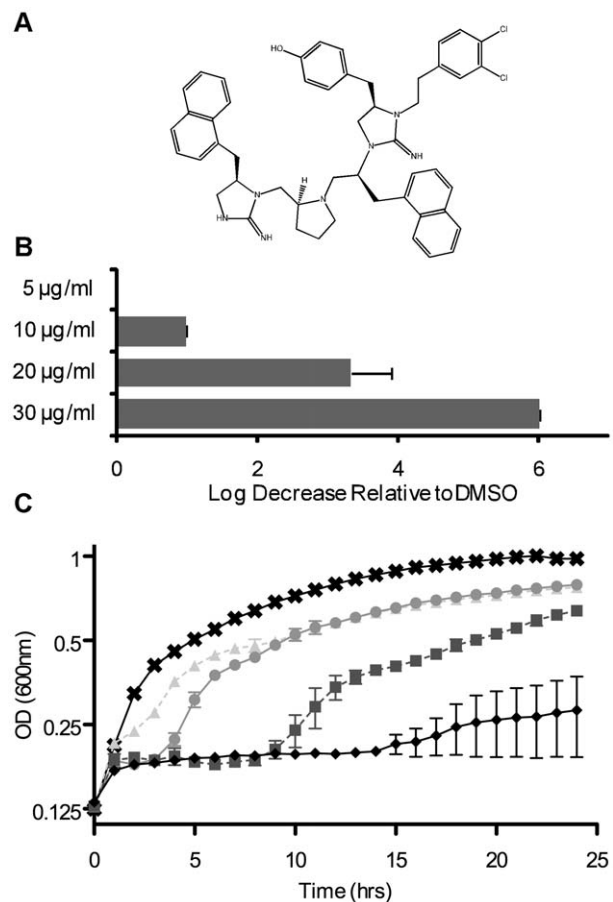 A
HO
Cl
Cl
N
N
NH
H
N
N
HN
NH
B
5 µg/ml
10 µg/ml
20 µg/ml
30 µg/ml
0 2 4 6
Log Decrease Relative to DMSO
C
1
0.5
0.25
0.125
OD (600nm)
0 5 10 15 20 25
Time (hrs)